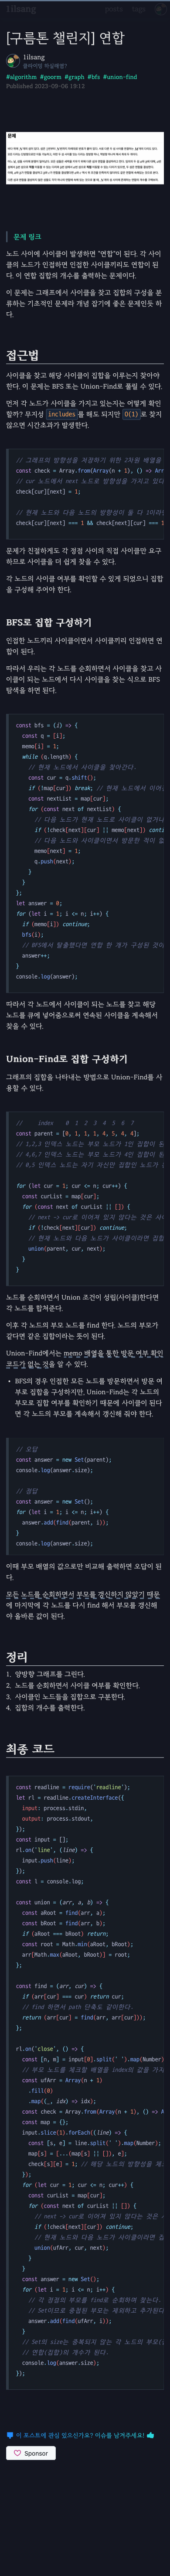 1ilsang
[구름톤 챌린지] 연합
1ilsang
클라이밍 하실래염?
#algorithm #goorm #graph #bfs #union-find
Published 2023-09-08 19:12
문제
문제 링크
노드 사이에 사이클이 발생하면 "연합"이 된다. 각 사이
클의 노드가 인접하면 인접한 사이클끼리도 연합이 된
다. 이 연합 집합의 개수를 출력하는 문제이다.
이 문제는 그래프에서 사이클을 찾고 집합의 구성을 분
류하는 기초적인 문제라 개념 잡기에 좋은 문제인듯 하
다.
접근법
사이클을 찾고 해당 사이클이 집합으로 이루어 있어야
한다. 이 문제는 BFS 또는 Union-Find로 풀릴 수 있다.
먼저 각 노드가 사이클을 가지고 있는지는 어떻게 확인
할까? 무지성 includes 를 때도 되지만 O(1) 로 찾지
않으면 시간초과가 발생한다.
// 그래프의 방향성을 저장하기 위한 2차원 배열을
const check = Array.from(Array(n + 1), () => Arr
// cur 노드에서 next 노드로 방향성을 가지고 있다
check[cur][next] = 1;
// 현재 노드와 다음 노드의 방향성이 둘 다 1이라면
check[cur][next] === 1 && check[next][cur] === 1
문제가 친절하게도 각 정점 사이의 직접 사이클만 요구
하므로 사이클을 더 쉽게 찾을 수 있다.
각 노드의 사이클 여부를 확인할 수 있게 되었으니 집합
을 구성해 주어야 한다.
BFS로 집합 구성하기
인접한 노드끼리 사이클이면서 사이클끼리 인접하면 연
합이 된다.
따라서 우리는 각 노드를 순회하면서 사이클을 찾고 사
이클이 되는 노드에서 다시 사이클을 찾는 식으로 BFS
탐색을 하면 된다.
const bfs = (i) => {
const q = [i];
memo[i] = 1;
while (q.length) {
// 현재 노드에서 사이클을 찾아간다.
const cur = q.shift();
if (!map[cur]) break; // 현재 노드에서 이어
const nextList = map[cur];
for (const next of nextList) {
// 다음 노드가 현재 노드로 사이클이 없거나
if (!check[next][cur] || memo[next]) conti
// 다음 노드와 사이클이면서 방문한 적이 없
memo[next] = 1;
q.push(next);
}
}
};
let answer = 0;
for (let i = 1; i <= n; i++) {
if (memo[i]) continue;
bfs(i);
// BFS에서 탈출했다면 연합 한 개가 구성된 것이
answer++;
}
console.log(answer);
따라서 각 노드에서 사이클이 되는 노드를 찾고 해당
노드를 큐에 넣어줌으로써 연속된 사이클을 계속해서
찾을 수 있다.
Union-Find로 집합 구성하기
그래프의 집합을 나타내는 방법으로 Union-Find를 사
용할 수 있다.
// index 0 1 2 3 4 5 6 7
const parent = [0, 1, 1, 1, 4, 5, 4, 4];
// 1,2,3 인덱스 노드는 부모 노드가 1인 집합이 된
// 4,6,7 인덱스 노드는 부모 노드가 4인 집합이 된
// 0,5 인덱스 노드는 자기 자신인 집합인 노드가 된
for (let cur = 1; cur <= n; cur++) {
const curList = map[cur];
for (const next of curList || []) {
// next -> cur로 이어져 있지 않다는 것은 사
if (!check[next][cur]) continue;
// 현재 노드와 다음 노드가 사이클이라면 집합
union(parent, cur, next);
}
}
노드를 순회하면서 Union 조건이 성립(사이클)한다면
각 노드를 합쳐준다.
이후 각 노드의 부모 노드를 find 한다. 노드의 부모가
같다면 같은 집합이라는 뜻이 된다.
Union-Find에서는 memo 배열을 통한 방문 여부 확인
코드가 없는 것을 알 수 있다.
• BFS의 경우 인접한 모든 노드를 방문하면서 방문 여
부로 집합을 구성하지만, Union-Find는 각 노드의
부모로 집합 여부를 확인하기 때문에 사이클이 된다
면 각 노드의 부모를 계속해서 갱신해 줘야 한다.
// 오답
const answer = new Set(parent);
console.log(answer.size);
// 정답
const answer = new Set();
for (let i = 1; i <= n; i++) {
answer.add(find(parent, i));
}
console.log(answer.size);
이때 부모 배열의 값으로만 비교해 출력하면 오답이 된
다.
모든 노드를 순회하면서 부모를 갱신하지 않았기 때문
에 마지막에 각 노드를 다시 find 해서 부모를 갱신해
야 올바른 값이 된다.
정리
1. 양방향 그래프를 그린다.
2. 노드를 순회하면서 사이클 여부를 확인한다.
3. 사이클인 노드들을 집합으로 구분한다.
4. 집합의 개수를 출력한다.
최종 코드
const readline = require('readline');
let rl = readline.createInterface({
input: process.stdin,
output: process.stdout,
});
const input = [];
rl.on('line', (line) => {
input.push(line);
});
const l = console.log;
const union = (arr, a, b) => {
const aRoot = find(arr, a);
const bRoot = find(arr, b);
if (aRoot === bRoot) return;
const root = Math.min(aRoot, bRoot);
arr[Math.max(aRoot, bRoot)] = root;
};
const find = (arr, cur) => {
if (arr[cur] === cur) return cur;
// find 하면서 path 단축도 같이한다.
return (arr[cur] = find(arr, arr[cur]));
};
rl.on('close', () => {
const [n, m] = input[0].split(' ').map(Number)
// 부모 노드를 체크할 배열을 index의 값을 가지
const ufArr = Array(n + 1)
.fill(0)
.map((_, idx) => idx);
const check = Array.from(Array(n + 1), () => A
const map = {};
input.slice(1).forEach((line) => {
const [s, e] = line.split(' ').map(Number);
map[s] = [...(map[s] || []), e];
check[s][e] = 1; // 해당 노드의 방향성을 체
});
for (let cur = 1; cur <= n; cur++) {
const curList = map[cur];
for (const next of curList || []) {
// next -> cur로 이어져 있지 않다는 것은 사
if (!check[next][cur]) continue;
// 현재 노드와 다음 노드가 사이클이라면 집
union(ufArr, cur, next);
}
}
const answer = new Set();
for (let i = 1; i <= n; i++) {
// 각 정점의 부모를 find로 순회하며 찾는다.
// Set이므로 중첩된 부모는 제외하고 추가된다
answer.add(find(ufArr, i));
}
// Set의 size는 중복되지 않는 각 노드의 부모(
// 연합(집합)의 개수가 된다.
console.log(answer.size);
});
이 포스트에 관심 있으신가요? 이슈를 남겨주세요!
Sponsor